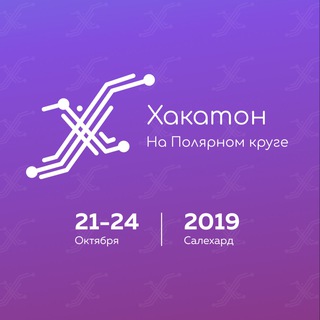 Хакатон
На Полярном круге
21-24
Октября
2019
Салехард